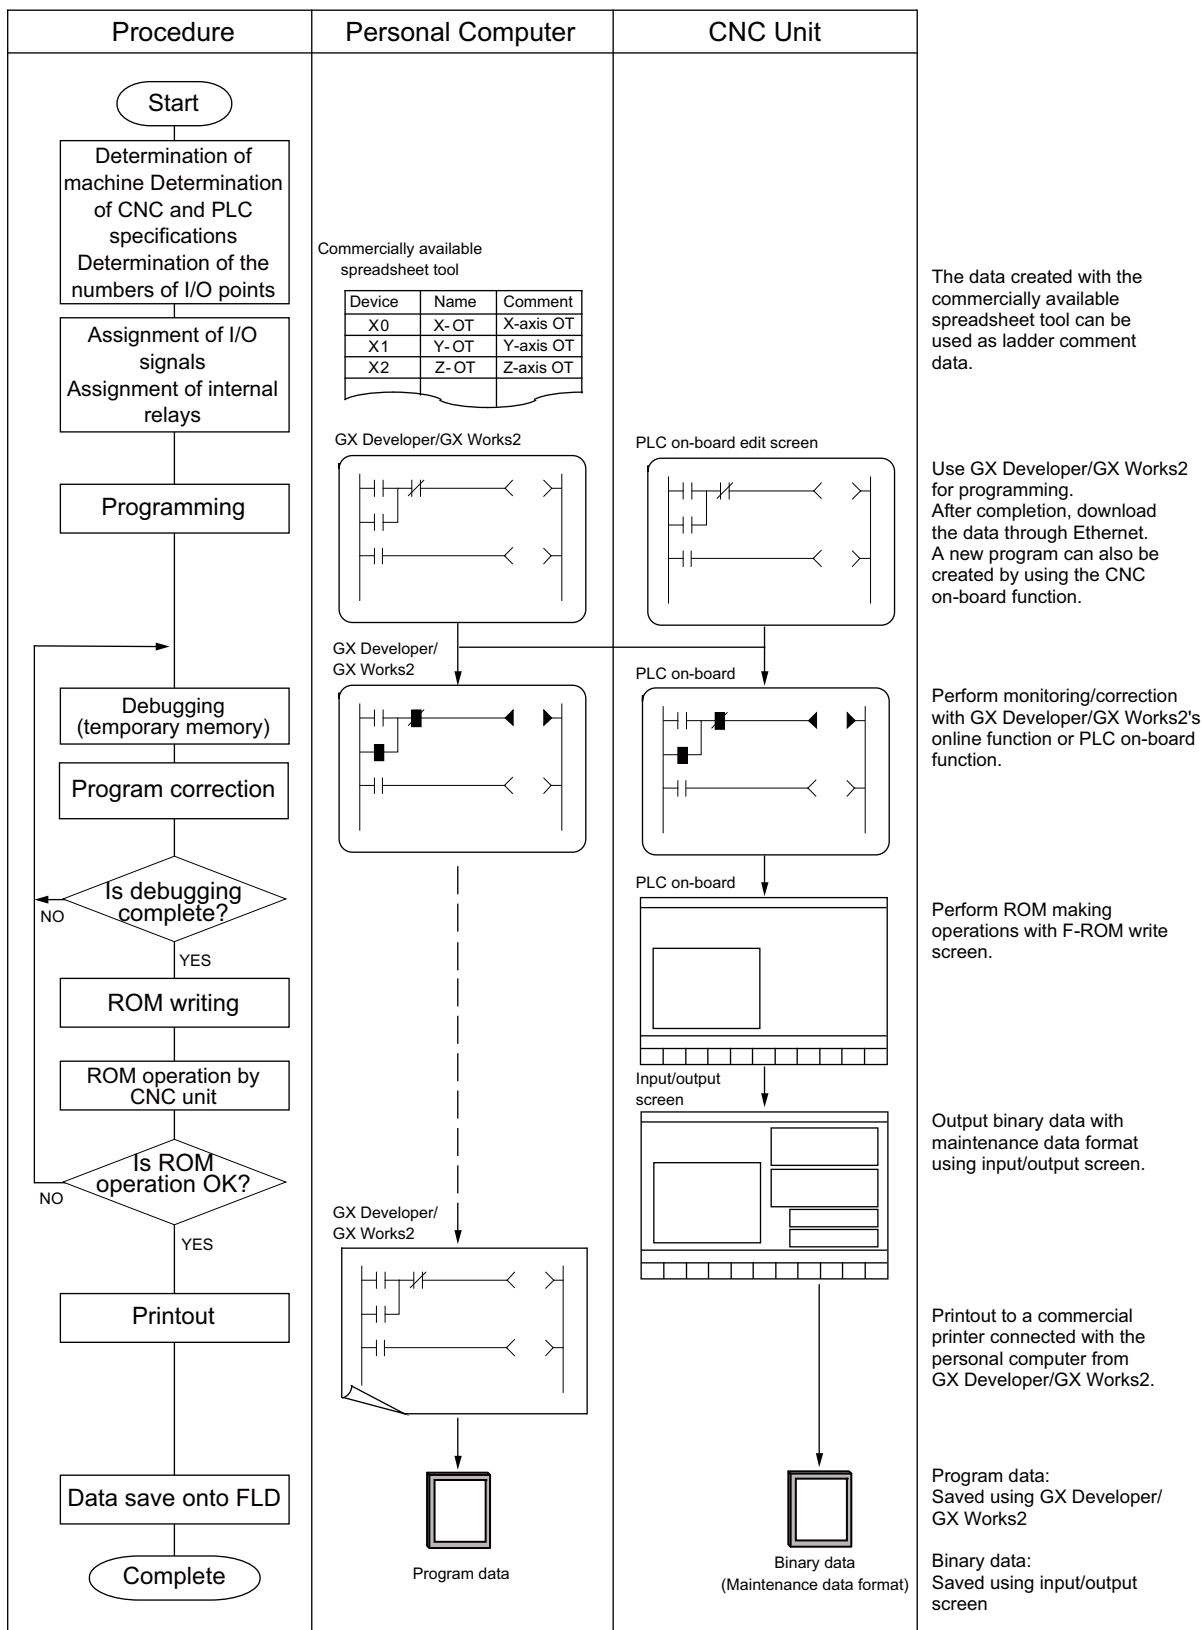 Procedure
Personal Computer
CNC Unit
Start
Determination of
machine Determination
of CNC and PLC
specifications
Determination of the
numbers of I/O points
Commercially available
spreadsheet tool
Device Name Comment
X0 X-OT X-axis OT
X1 Y-OT Y-axis OT
X2 Z-OT Z-axis OT
The data created with the
commercially available
spreadsheet tool can be
used as ladder comment
data.
Assignment of I/O
signals
Assignment of internal
relays
GX Developer/GX Works2
PLC on-board edit screen
Programming
Use GX Developer/GX Works2
for programming.
After completion, download
the data through Ethernet.
A new program can also be
created by using the CNC
on-board function.
GX Developer/
GX Works2
PLC on-board
Debugging
(temporary memory)
Perform monitoring/correction
with GX Developer/GX Works2's
online function or PLC on-board
function.
Program correction
Is debugging
complete?
NO
YES
PLC on-board
Perform ROM making
operations with F-ROM write
screen.
ROM writing
ROM operation by
CNC unit
Input/output
screen
Output binary data with
maintenance data format
using input/output screen.
Is ROM
operation OK?
NO
YES
GX Developer/
GX Works2
Printout
Printout to a commercial
printer connected with the
personal computer from
GX Developer/GX Works2.
Data save onto FLD
Program data:
Saved using GX Developer/
GX Works2
Complete
Program data
Binary data
(Maintenance data format)
Binary data:
Saved using input/output
screen